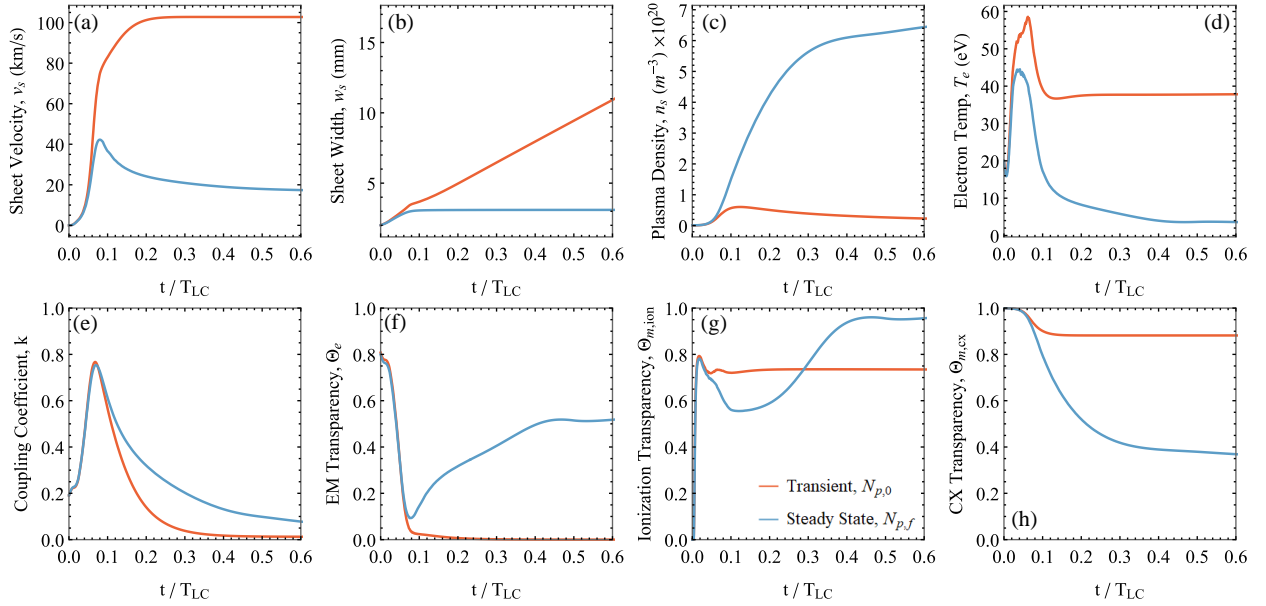 (a)
Sheet Velocity, v_s (km/s)
100
80
60
40
20
0
0.0 0.1 0.2 0.3 0.4 0.5 0.6
t / T_LC
(b)
Sheet Width, w_s (mm)
15
10
5
0.0 0.1 0.2 0.3 0.4 0.5 0.6
t / T_LC
(c)
Plasma Density, n_s (m^−3) ×10^20
7
6
5
4
3
2
1
0
0.0 0.1 0.2 0.3 0.4 0.5 0.6
t / T_LC
(d)
Electron Temp, T_e (eV)
60
50
40
30
20
10
0
0.0 0.1 0.2 0.3 0.4 0.5 0.6
t / T_LC
(e)
Coupling Coefficient, k
1.0
0.8
0.6
0.4
0.2
0.0
0.0 0.1 0.2 0.3 0.4 0.5 0.6
t / T_LC
(f)
EM Transparency, Θ_e
1.0
0.8
0.6
0.4
0.2
0.0
0.0 0.1 0.2 0.3 0.4 0.5 0.6
t / T_LC
(g)
Ionization Transparency, Θ_m,ion
1.0
0.8
0.6
0.4
0.2
0.0
Transient, N_p,0
Steady State, N_p,f
0.0 0.1 0.2 0.3 0.4 0.5 0.6
t / T_LC
(h)
CX Transparency, Θ_m,cx
1.0
0.8
0.6
0.4
0.2
0.0
0.0 0.1 0.2 0.3 0.4 0.5 0.6
t / T_LC